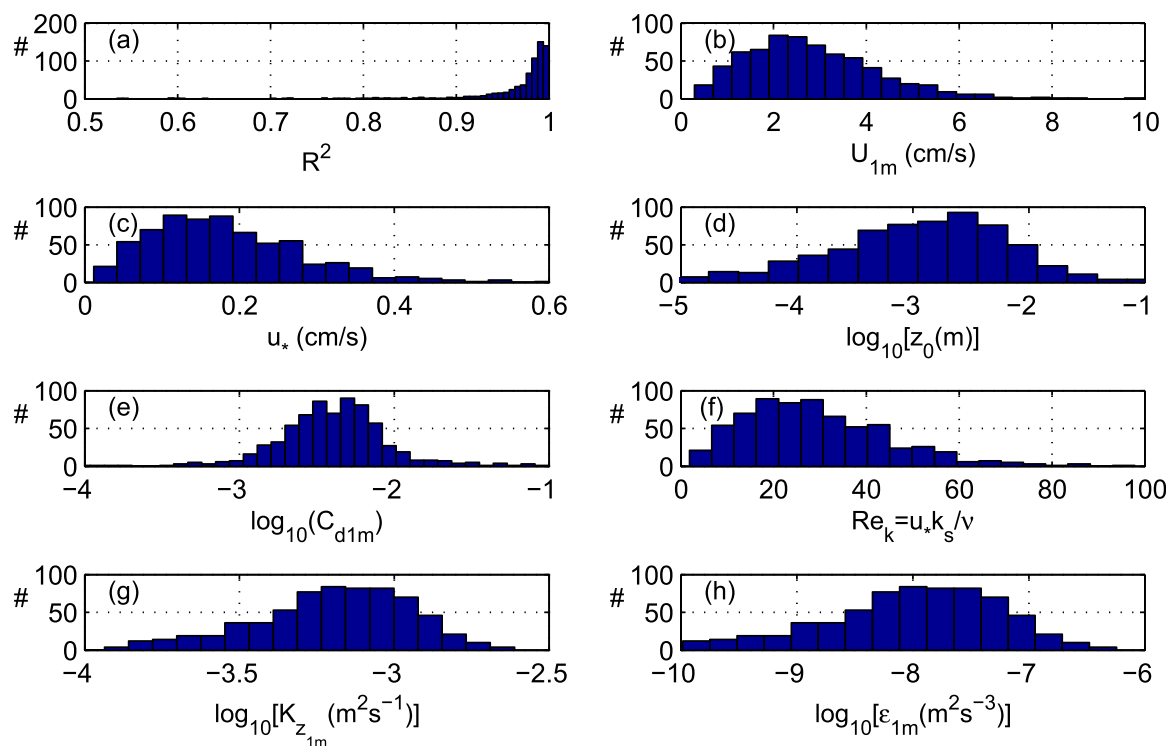 200
100
0
#
(a)
0.5 0.6 0.7 0.8 0.9 1
R²
100
50
0
#
(b)
0 2 4 6 8 10
U₁ₘ (cm/s)
100
50
0
#
(c)
0 0.2 0.4 0.6
u* (cm/s)
100
50
0
#
(d)
−5 −4 −3 −2 −1
log₁₀[z₀(m)]
100
50
0
#
(e)
−4 −3 −2 −1
log₁₀(C_d1m)
100
50
0
#
(f)
0 20 40 60 80 100
Reₖ=u*kₛ/ν
100
50
0
#
(g)
−4 −3.5 −3 −2.5
log₁₀[K_z₁ₘ (m²s⁻¹)]
100
50
0
#
(h)
−10 −9 −8 −7 −6
log₁₀[ε₁ₘ(m²s⁻³)]